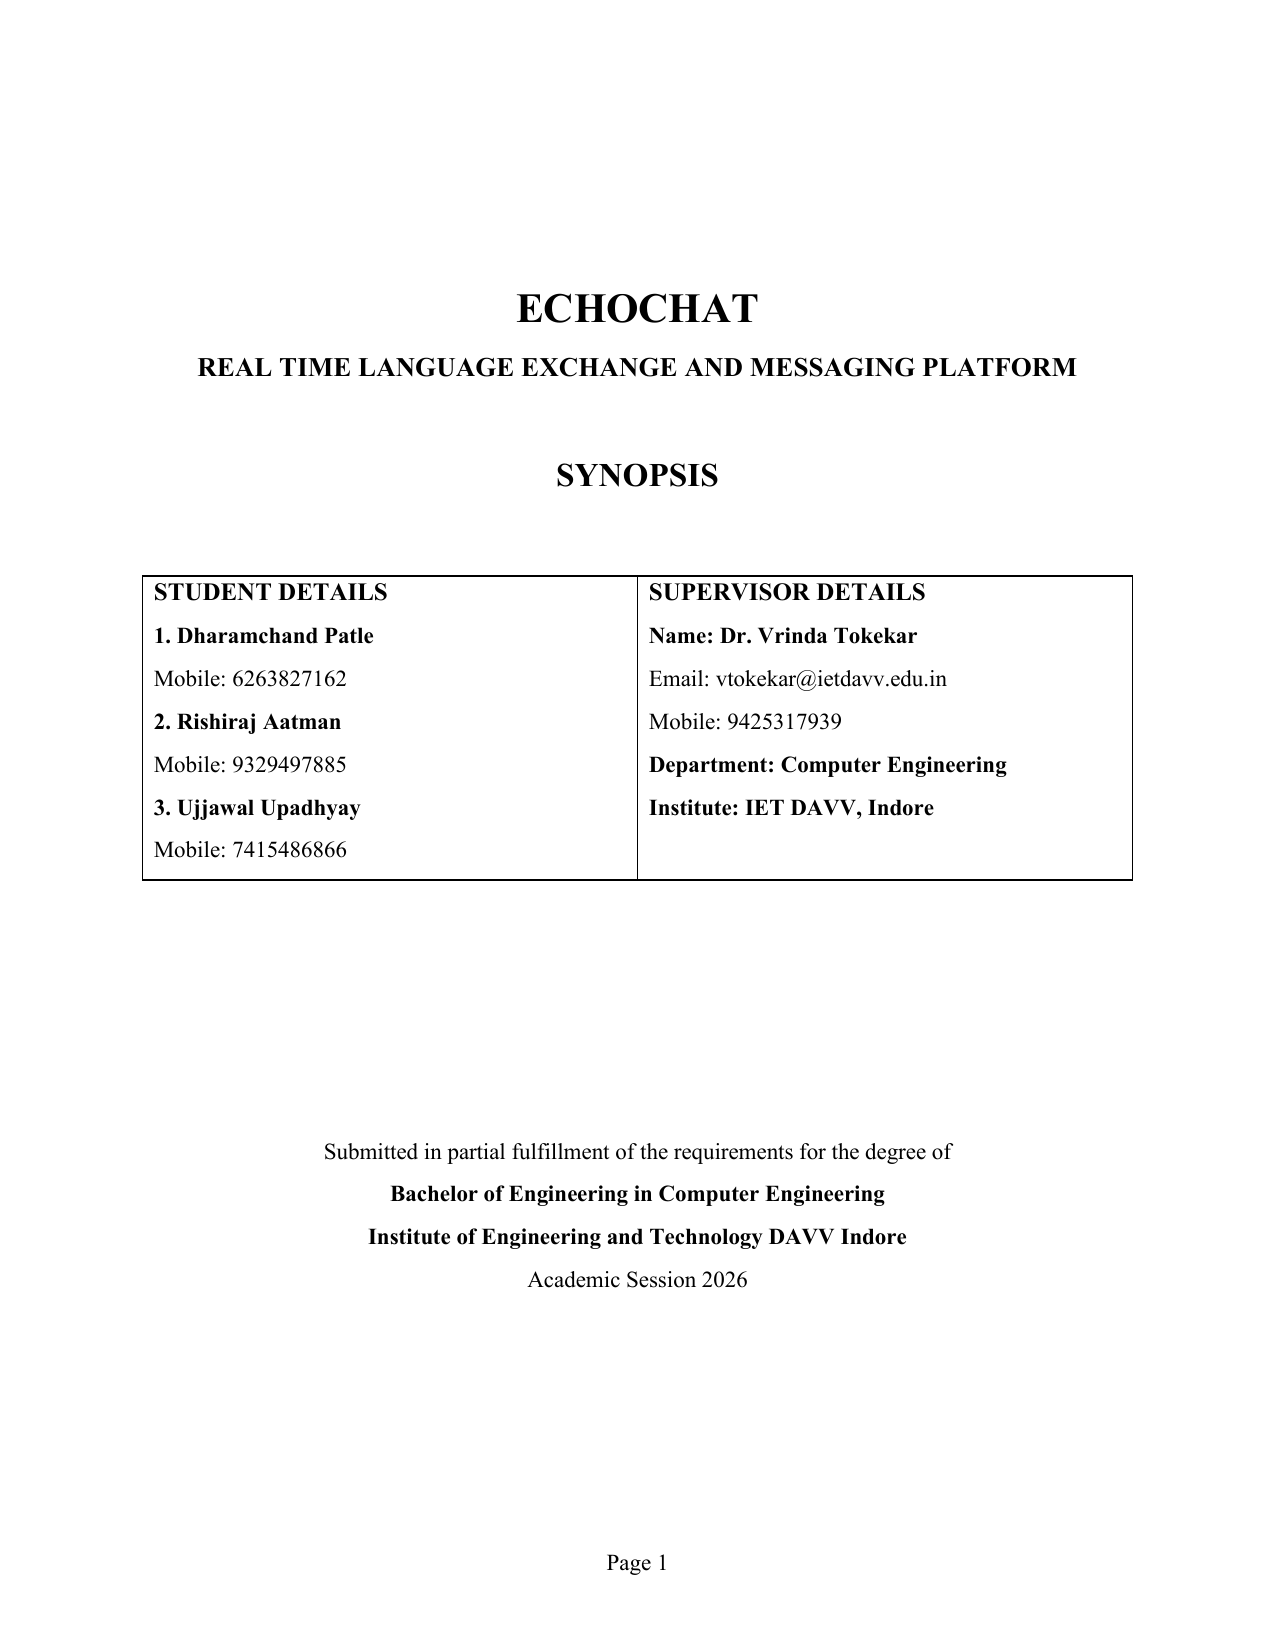 ECHOCHAT
REAL TIME LANGUAGE EXCHANGE AND MESSAGING PLATFORM
SYNOPSIS
STUDENT DETAILS
1. Dharamchand Patle
Mobile: 6263827162
2. Rishiraj Aatman
Mobile: 9329497885
3. Ujjawal Upadhyay
Mobile: 7415486866
SUPERVISOR DETAILS
Name: Dr. Vrinda Tokekar
Email: vtokekar@ietdavv.edu.in
Mobile: 9425317939
Department: Computer Engineering
Institute: IET DAVV, Indore
Submitted in partial fulfillment of the requirements for the degree of
Bachelor of Engineering in Computer Engineering
Institute of Engineering and Technology DAVV Indore
Academic Session 2026
Page 1